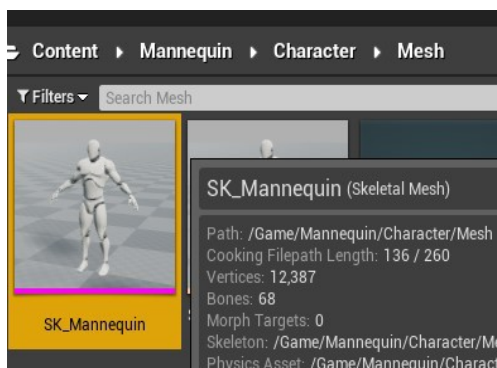 Content Mannequin Character Mesh
Filters Search Mesh
SK_Mannequin (Skeletal Mesh)
Path: /Game/Mannequin/Character/Mesh
Cooking Filepath Length: 136 / 260
Vertices: 12,387
Bones: 68
Morph Targets: 0
Skeleton: /Game/Mannequin/Character/Me
Physics Asset: /Game/Mannequin/Charact
SK_Mannequin